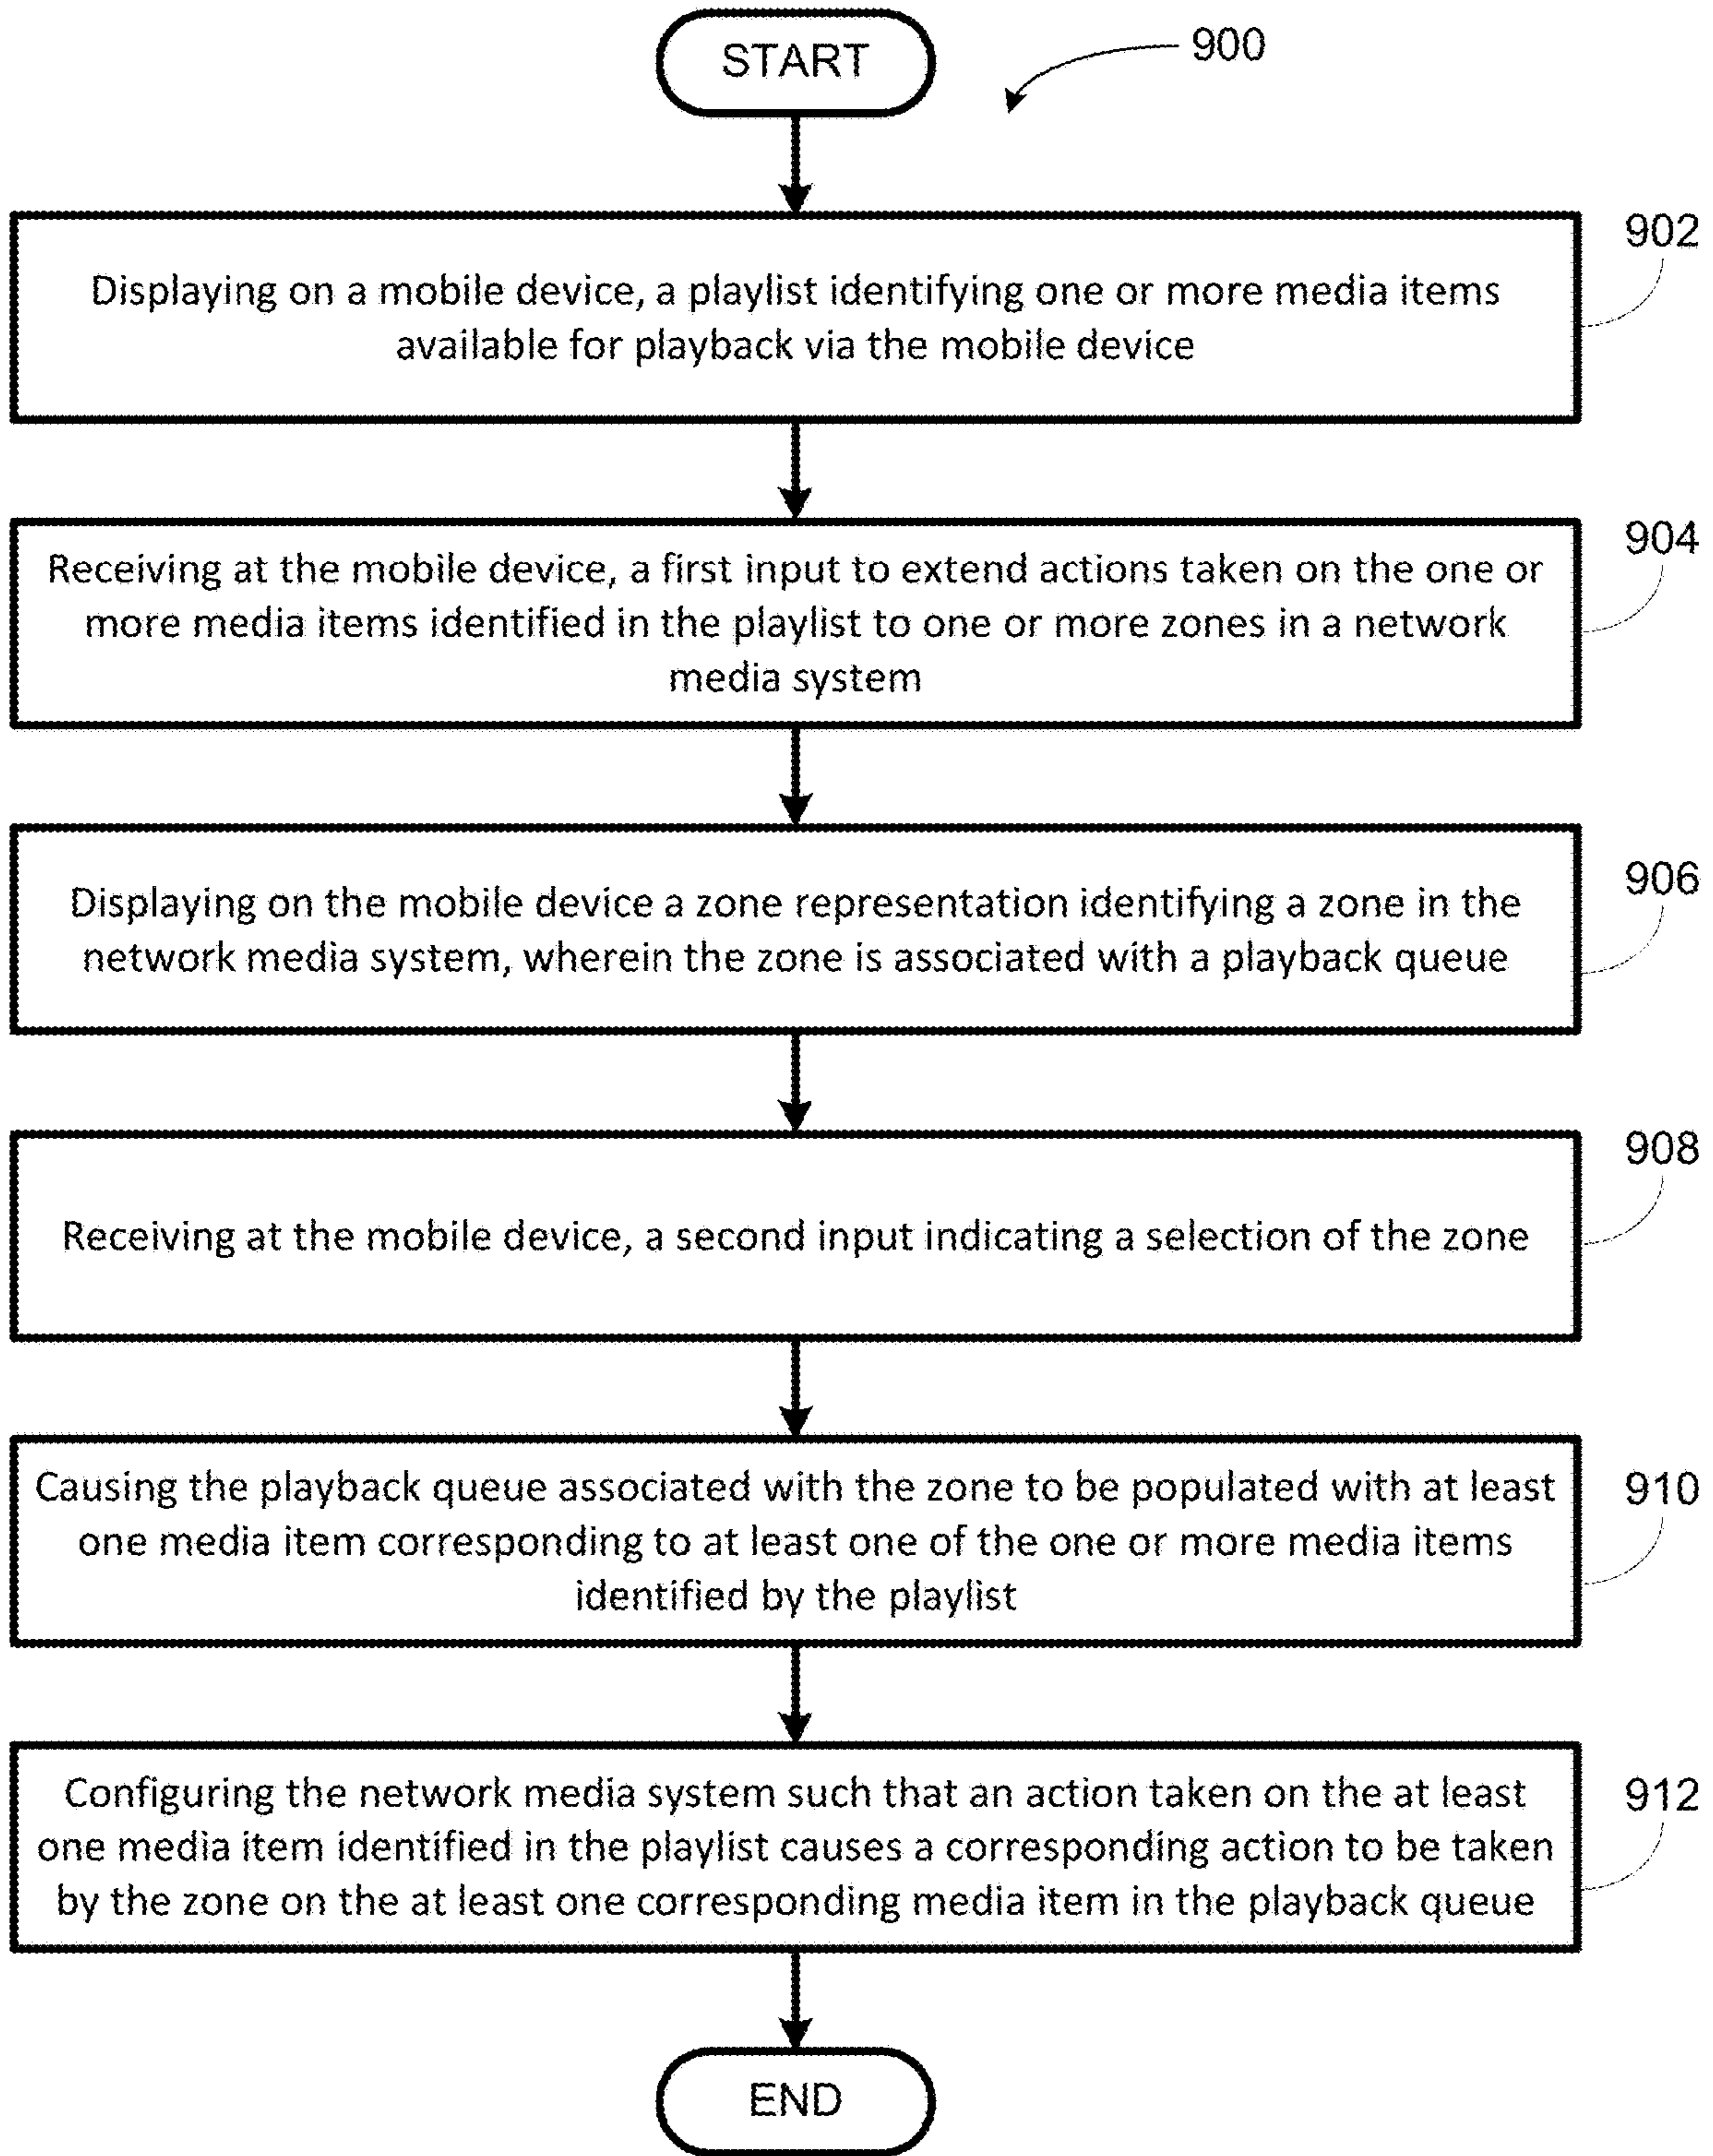 START
900
902
Displaying on a mobile device, a playlist identifying one or more media items
available for playback via the mobile device
904
Receiving at the mobile device, a first input to extend actions taken on the one or
more media items identified in the playlist to one or more zones in a network
media system
906
Displaying on the mobile device a zone representation identifying a zone in the
network media system, wherein the zone is associated with a playback queue
908
Receiving at the mobile device, a second input indicating a selection of the zone
910
Causing the playback queue associated with the zone to be populated with at least
one media item corresponding to at least one of the one or more media items
identified by the playlist
912
Configuring the network media system such that an action taken on the at least
one media item identified in the playlist causes a corresponding action to be taken
by the zone on the at least one corresponding media item in the playback queue
END